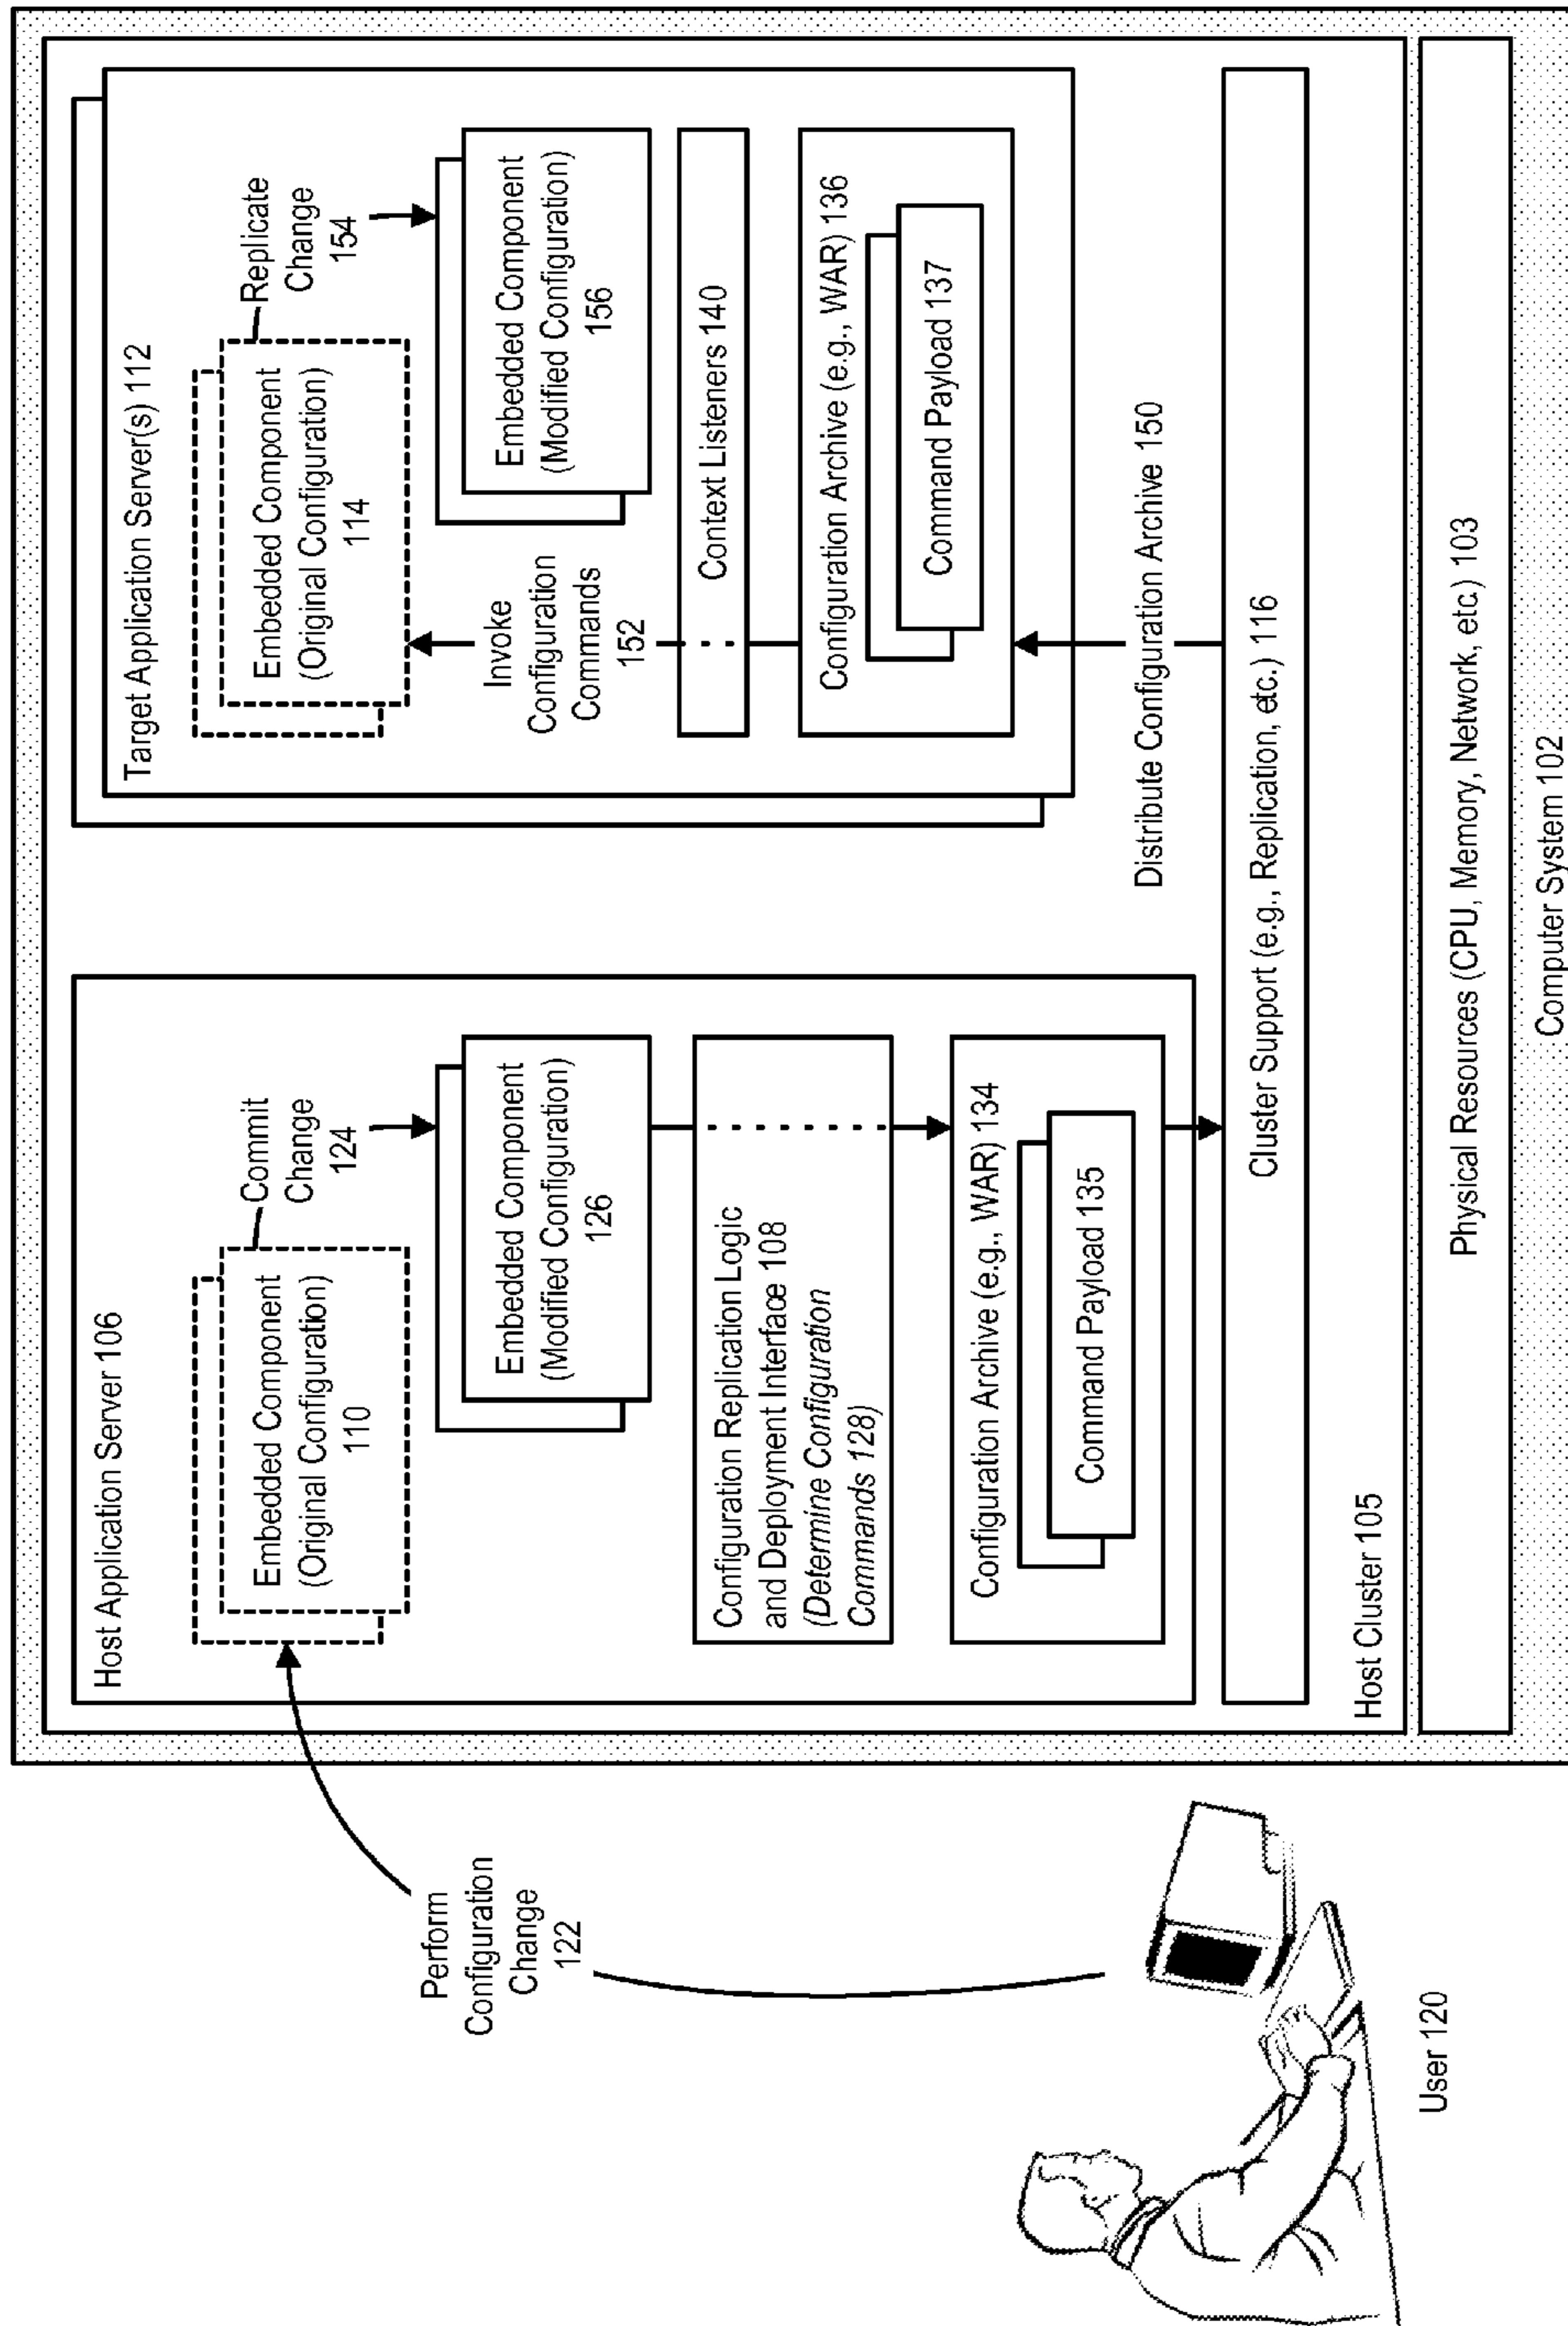 Perform
Configuration
Change
122
User 120
Host Application Server 106
Embedded Component
(Original Configuration)
110
Commit
Change
124
Embedded Component
(Modified Configuration)
126
Configuration Replication Logic
and Deployment Interface 108
(Determine Configuration
Commands 128)
Configuration Archive (e.g., WAR) 134
Command Payload 135
Target Application Server(s) 112
Embedded Component
(Original Configuration)
114
Replicate
Change
154
Embedded Component
(Modified Configuration)
156
Invoke
Configuration
Commands
152
Context Listeners 140
Configuration Archive (e.g., WAR) 136
Command Payload 137
Distribute Configuration Archive 150
Cluster Support (e.g., Replication, etc.) 116
Host Cluster 105
Physical Resources (CPU, Memory, Network, etc) 103
Computer System 102